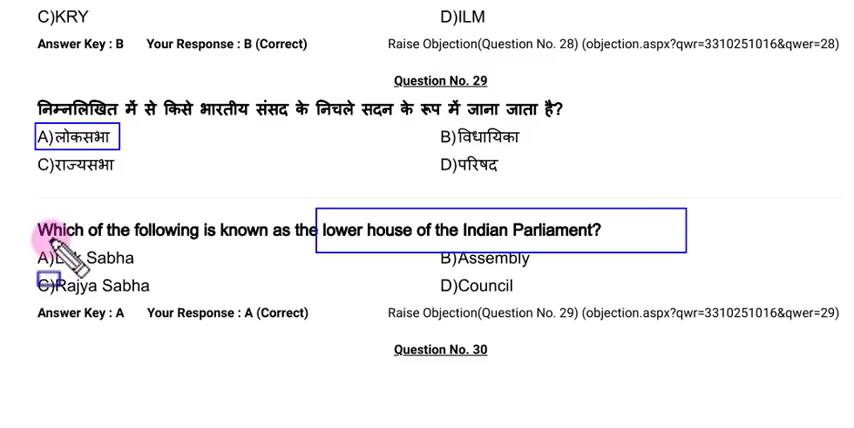 C)KRY D)ILM
Answer Key : B Your Response : B (Correct) Raise Objection(Question No. 28) (objection.aspx?qwr=3310251016&qwer=28)
Question No. 29
निम्नलिखित में से किसे भारतीय संसद के निचले सदन के रूप में जाना जाता है?
A)लोकसभा B)विधायिका
C)राज्यसभा D)परिषद
Which of the following is known as the lower house of the Indian Parliament?
A) Sabha B)Assembly
C)Rajya Sabha D)Council
Answer Key : A Your Response : A (Correct) Raise Objection(Question No. 29) (objection.aspx?qwr=3310251016&qwer=29)
Question No. 30